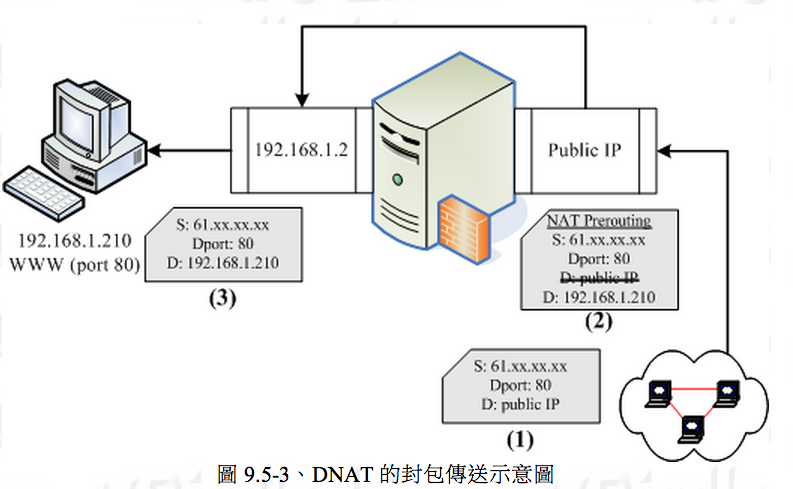 192.168.1.2
Public IP
192.168.1.210
WWW (port 80)
S: 61.xx.xx.xx
Dport: 80
D: 192.168.1.210
(3)
NAT Prerouting
S: 61.xx.xx.xx
Dport: 80
D: public IP
D: 192.168.1.210
(2)
S: 61.xx.xx.xx
Dport: 80
D: public IP
(1)
圖 9.5-3、DNAT 的封包傳送示意圖